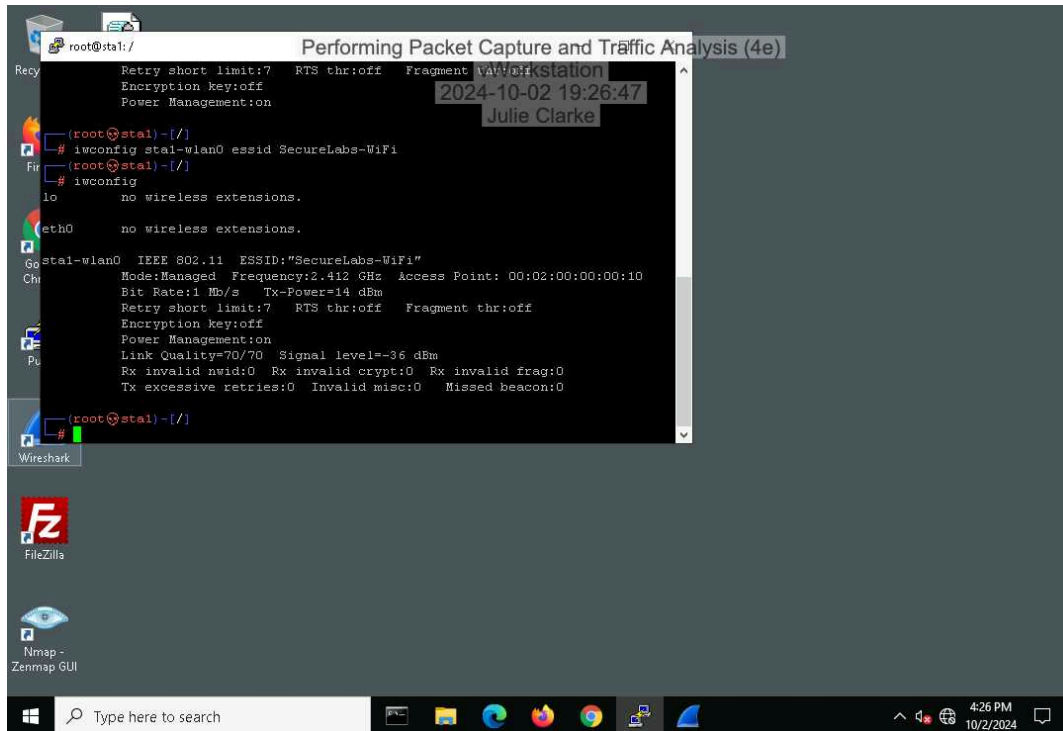 root@sta1: /
Performing Packet Capture and Traffic Analysis (4e)
Workstation
2024-10-02 19:26:47
Julie Clarke
Retry short limit:7   RTS thr:off   Fragment thr:off
Encryption key:off
Power Management:on
(root㉿sta1)-[/]
# iwconfig sta1-wlan0 essid SecureLabs-WiFi
(root㉿sta1)-[/]
# iwconfig
lo        no wireless extensions.
eth0      no wireless extensions.
sta1-wlan0  IEEE 802.11  ESSID:"SecureLabs-WiFi"
Mode:Managed  Frequency:2.412 GHz  Access Point: 00:02:00:00:00:10
Bit Rate:1 Mb/s   Tx-Power=14 dBm
Retry short limit:7   RTS thr:off   Fragment thr:off
Encryption key:off
Power Management:on
Link Quality=70/70  Signal level=-36 dBm
Rx invalid nwid:0  Rx invalid crypt:0  Rx invalid frag:0
Tx excessive retries:0  Invalid misc:0   Missed beacon:0
(root㉿sta1)-[/]
#
Recy
Fir
Go
Chr
Pu
Wireshark
FileZilla
Nmap -
Zenmap GUI
Type here to search
4:26 PM
10/2/2024